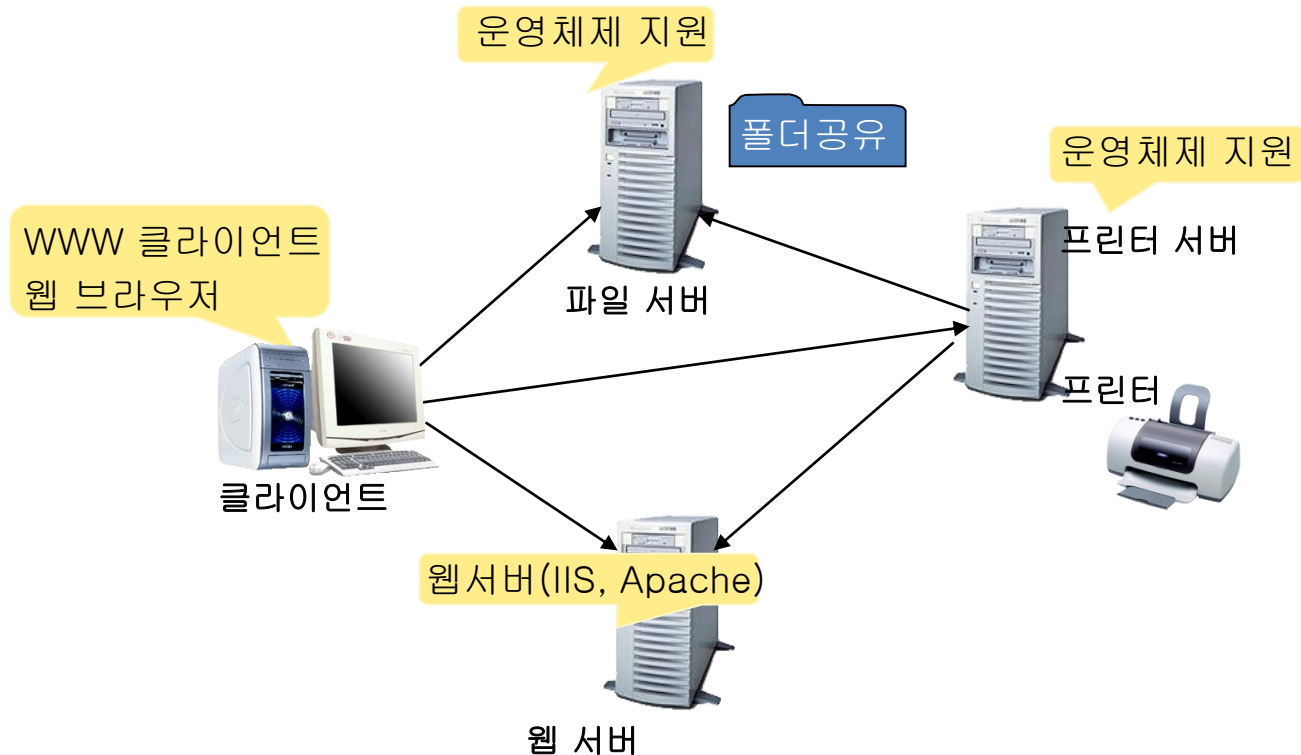 운영체제 지원
폴더공유
운영체제 지원
WWW 클라이언트
웹 브라우저
프린터 서버
파일 서버
프린터
클라이언트
웹서버(IIS, Apache)
웹 서버